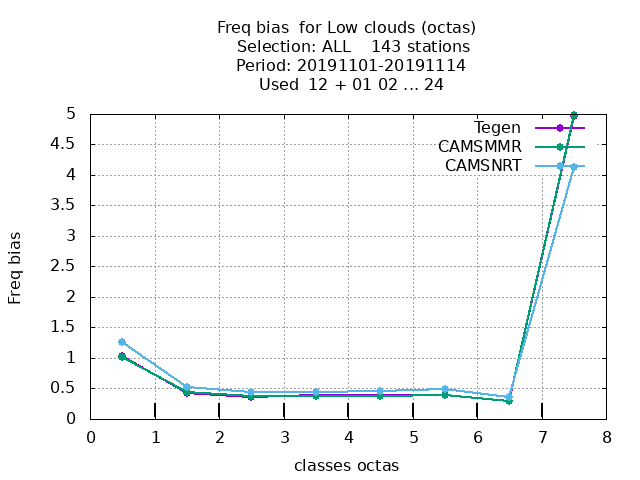 Freq bias  for Low clouds (octas)
Selection: ALL    143 stations
Period: 20191101-20191114
Used  12 + 01 02 ... 24
Tegen
CAMSMMR
CAMSNRT
5
4.5
4
3.5
3
2.5
2
1.5
1
0.5
0
Freq bias
0 1 2 3 4 5 6 7 8
classes octas